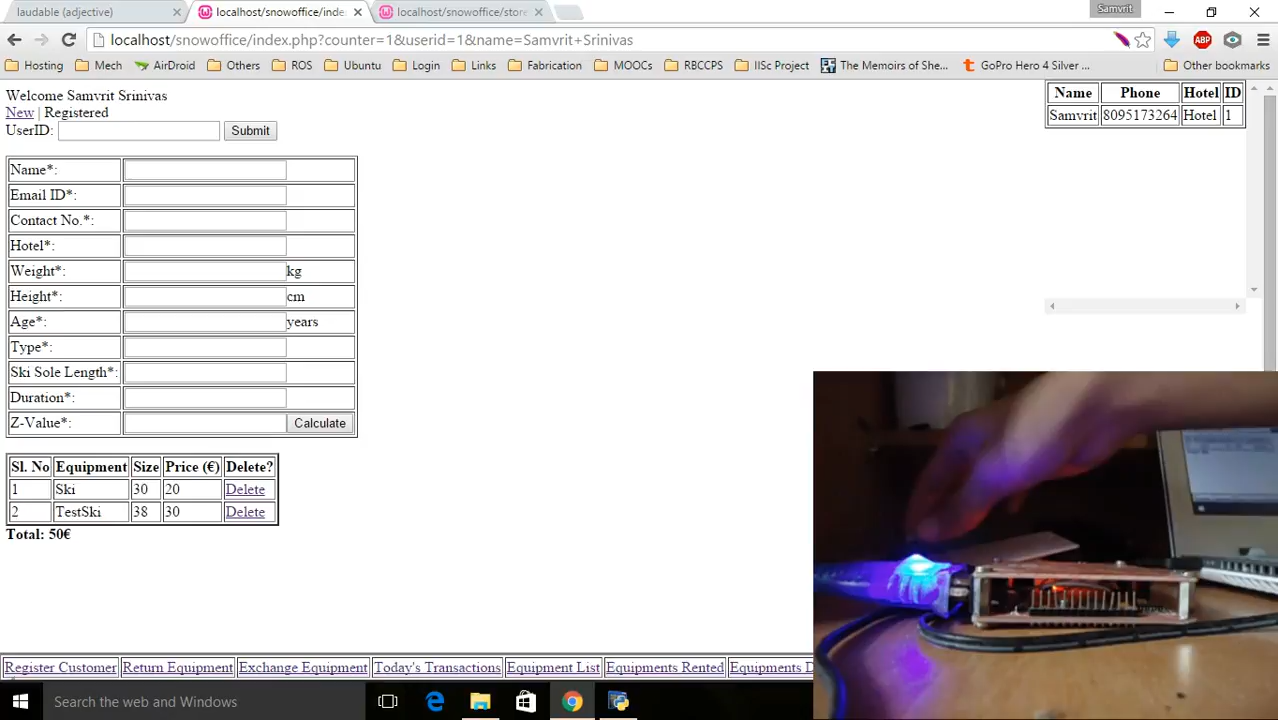 laudable (adjective)
localhost/snowoffice/inde
localhost/snowoffice/store
Samvrit
localhost/snowoffice/index.php?counter=1&userid=1&name=Samvrit+Srinivas
ABP
Hosting
Mech
AirDroid
Others
ROS
Ubuntu
Login
Links
Fabrication
MOOCs
RBCCPS
IISc Project
The Memoirs of She...
GoPro Hero 4 Silver ...
Other bookmarks
Welcome Samvrit Srinivas
New | Registered
UserID: Submit
Name Phone Hotel ID
Samvrit 8095173264 Hotel 1
Name*:
Email ID*:
Contact No.*:
Hotel*:
Weight*: kg
Height*: cm
Age*: years
Type*:
Ski Sole Length*:
Duration*:
Z-Value*: Calculate
Sl. No Equipment Size Price (€) Delete?
1 Ski 30 20 Delete
2 TestSki 38 30 Delete
Total: 50€
Register Customer Return Equipment Exchange Equipment Today's Transactions Equipment List Equipments Rented Equipments D
Search the web and Windows